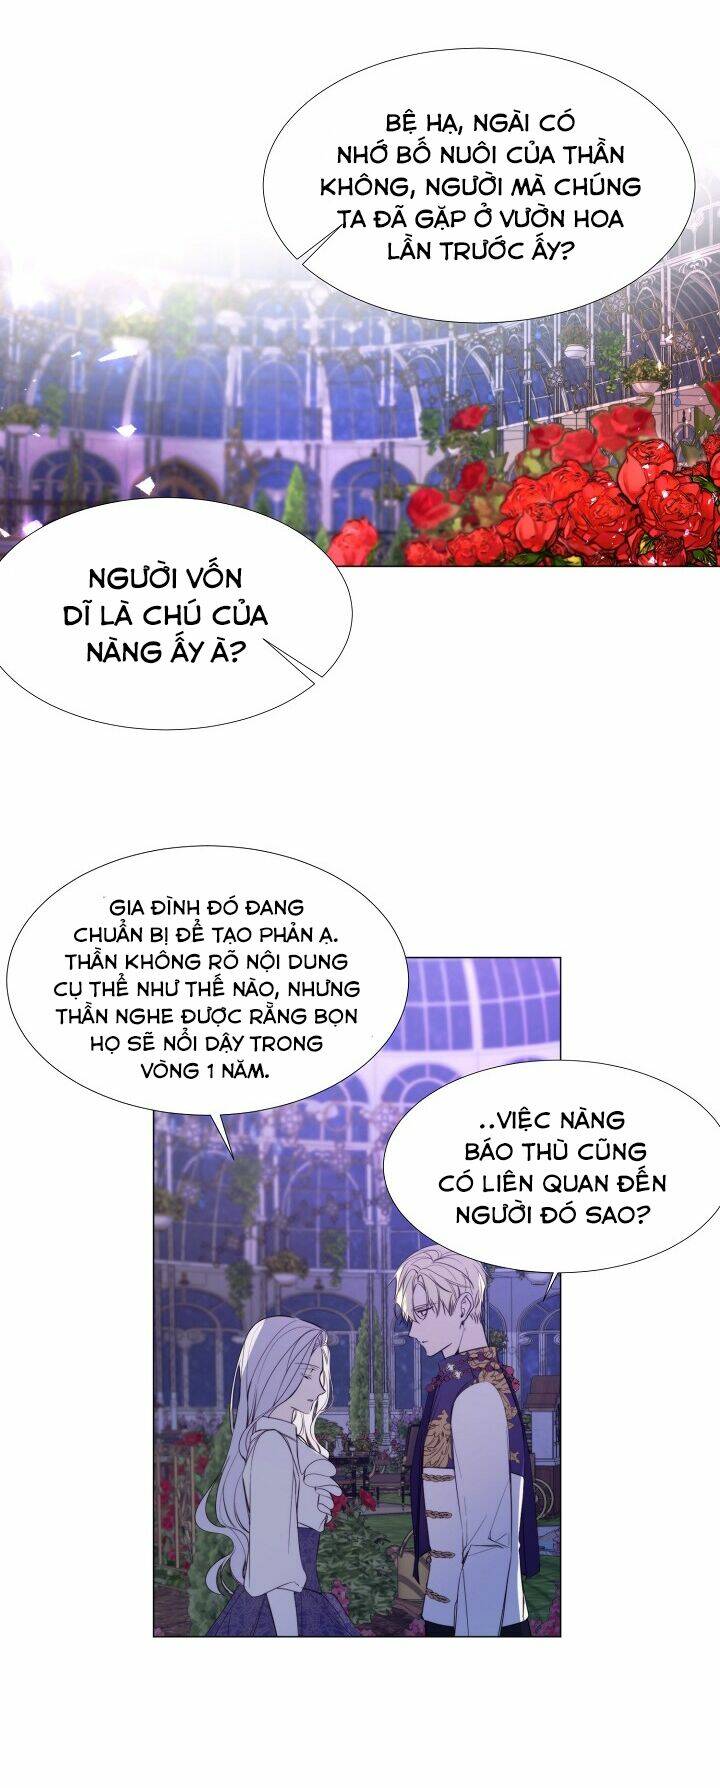 BỆ HẠ, NGÀI CÓ
NHỚ BỐ NUÔI CỦA THẦN
KHÔNG, NGƯỜI MÀ CHÚNG
TA ĐÃ GẶP Ở VƯỜN HOA
LẦN TRƯỚC ẤY?
NGƯỜI VỐN
DĨ LÀ CHÚ CỦA
NÀNG ẤY À?
GIA ĐÌNH ĐÓ ĐANG
CHUẨN BỊ ĐỂ TẠO PHẢN Ạ.
THẦN KHÔNG RÕ NỘI DUNG
CỤ THỂ NHƯ THẾ NÀO, NHƯNG
THẦN NGHE ĐƯỢC RẰNG BỌN
HỌ SẼ NỔI DẬY TRONG
VÒNG 1 NĂM.
..VIỆC NÀNG
BÁO THÙ CŨNG
CÓ LIÊN QUAN ĐẾN
NGƯỜI ĐÓ SAO?